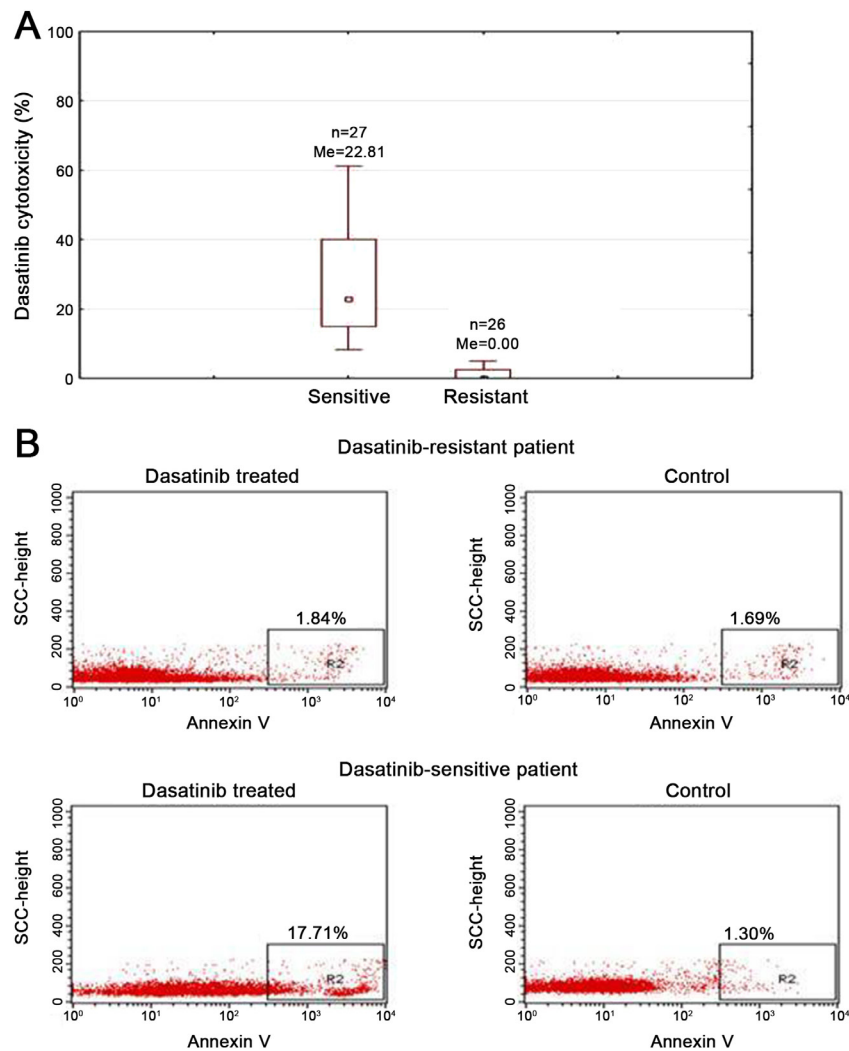 A
Dasatinib cytotoxicity (%)
100
80
60
40
20
0
n=27
Me=22.81
n=26
Me=0.00
Sensitive
Resistant
B
Dasatinib-resistant patient
Dasatinib treated
SCC-height
1000
800
600
400
200
0
1.84%
R2
10⁰ 10¹ 10² 10³ 10⁴
Annexin V
Control
SCC-height
1000
800
600
400
200
0
1.69%
R2
10⁰ 10¹ 10² 10³ 10⁴
Annexin V
Dasatinib-sensitive patient
Dasatinib treated
SCC-height
1000
800
600
400
200
0
17.71%
R2
10⁰ 10¹ 10² 10³ 10⁴
Annexin V
Control
SCC-height
1000
800
600
400
200
0
1.30%
R2
10⁰ 10¹ 10² 10³ 10⁴
Annexin V